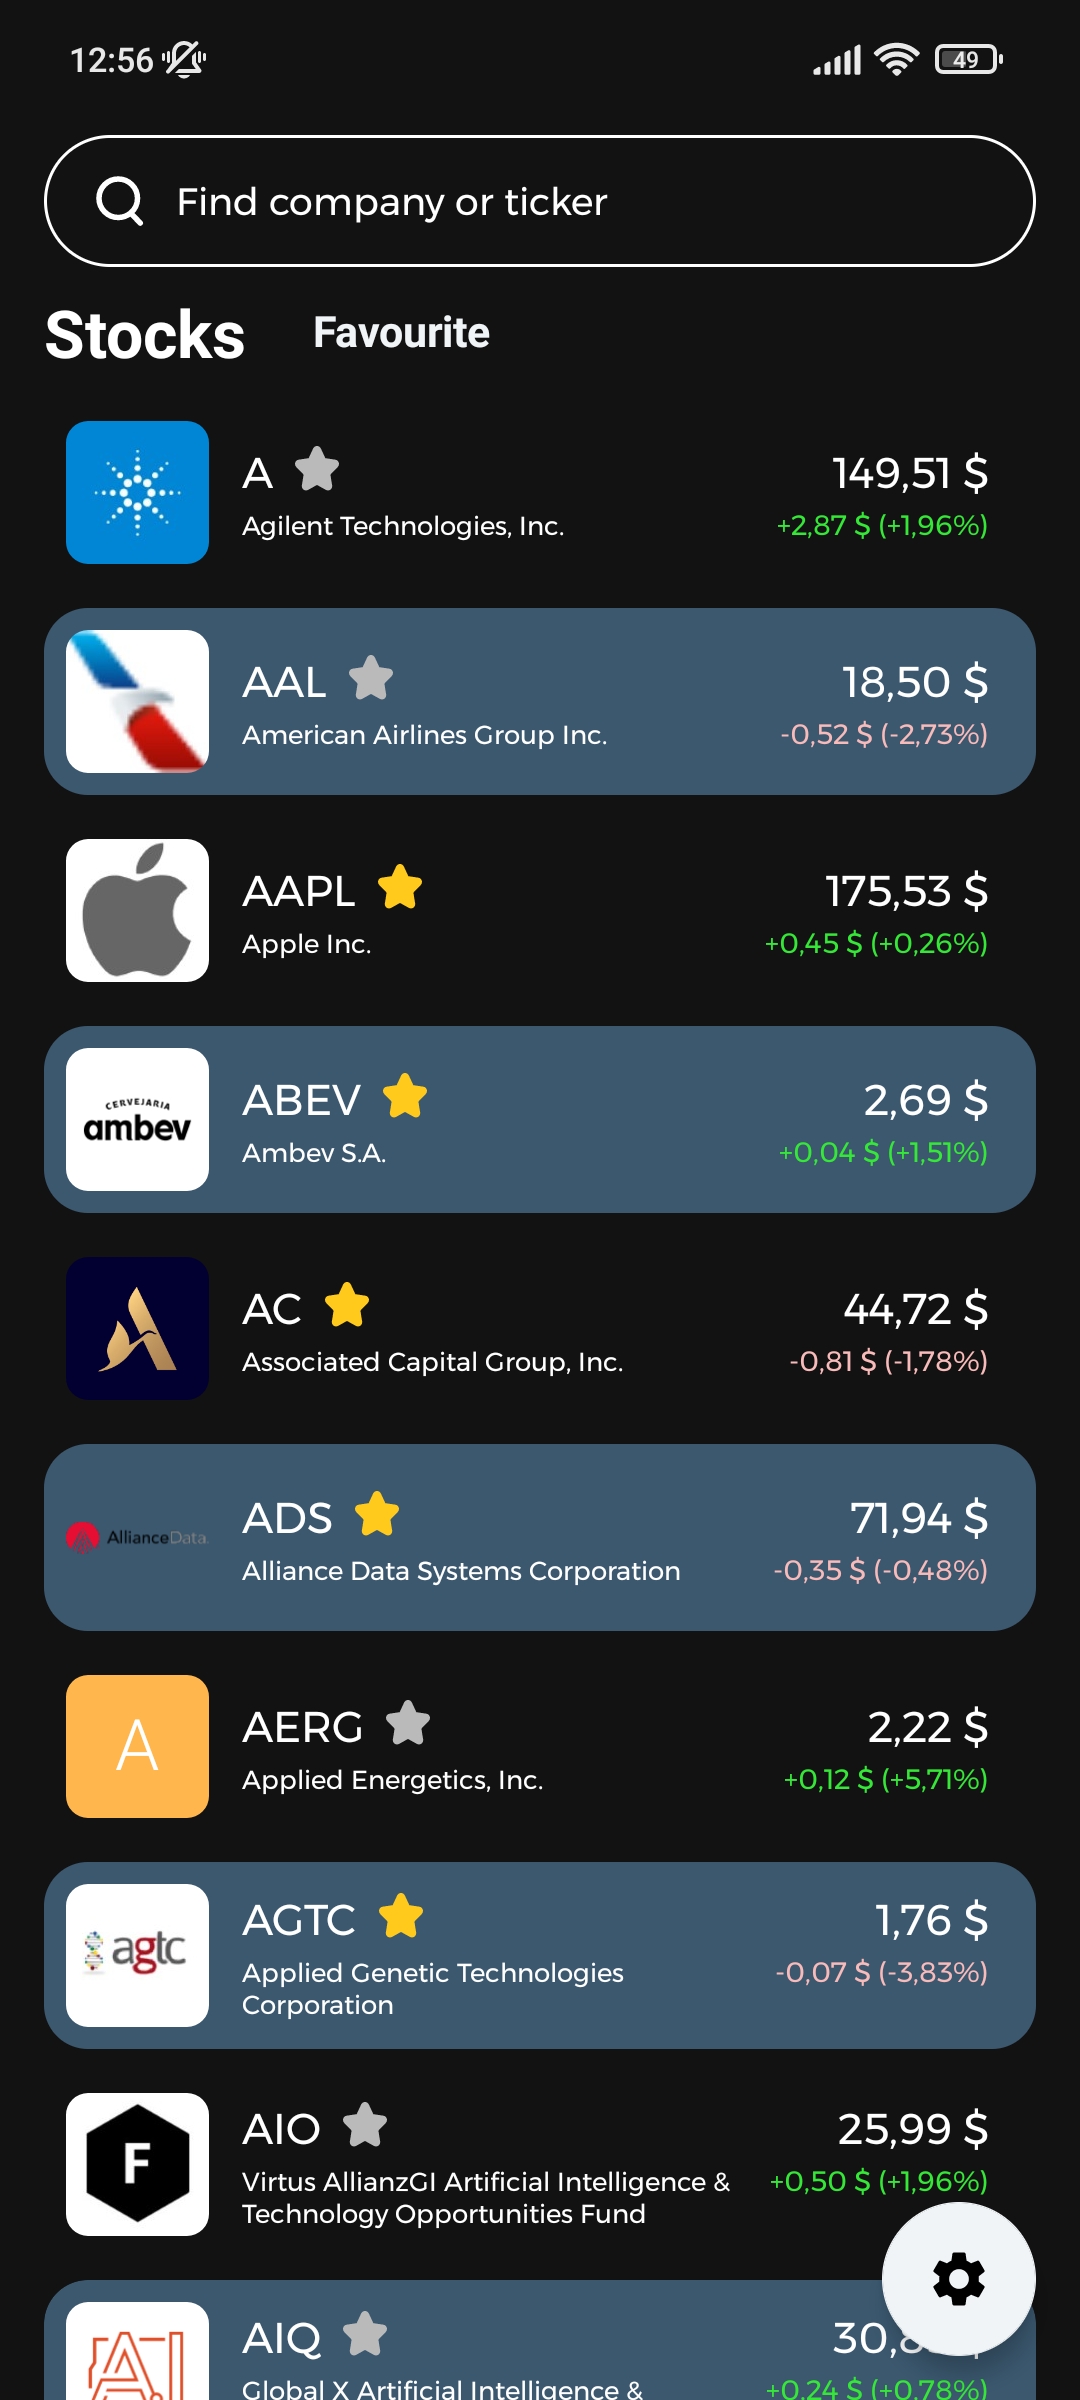 12:56
49
Find company or ticker
Stocks Favourite
A
149,51 $
Agilent Technologies, Inc.
+2,87 $ (+1,96%)
AAL
18,50 $
American Airlines Group Inc.
-0,52 $ (-2,73%)
AAPL
175,53 $
Apple Inc.
+0,45 $ (+0,26%)
CERVEJARIA
ambev
ABEV
2,69 $
Ambev S.A.
+0,04 $ (+1,51%)
AC
44,72 $
Associated Capital Group, Inc.
-0,81 $ (-1,78%)
AllianceData
ADS
71,94 $
Alliance Data Systems Corporation
-0,35 $ (-0,48%)
A
AERG
2,22 $
Applied Energetics, Inc.
+0,12 $ (+5,71%)
agtc
AGTC
1,76 $
Applied Genetic Technologies
Corporation
-0,07 $ (-3,83%)
F
AIO
25,99 $
Virtus AllianzGI Artificial Intelligence &
Technology Opportunities Fund
+0,50 $ (+1,96%)
AI
AIQ
Global X Artificial Intelligence &
+0,24 $ (+0,78%)